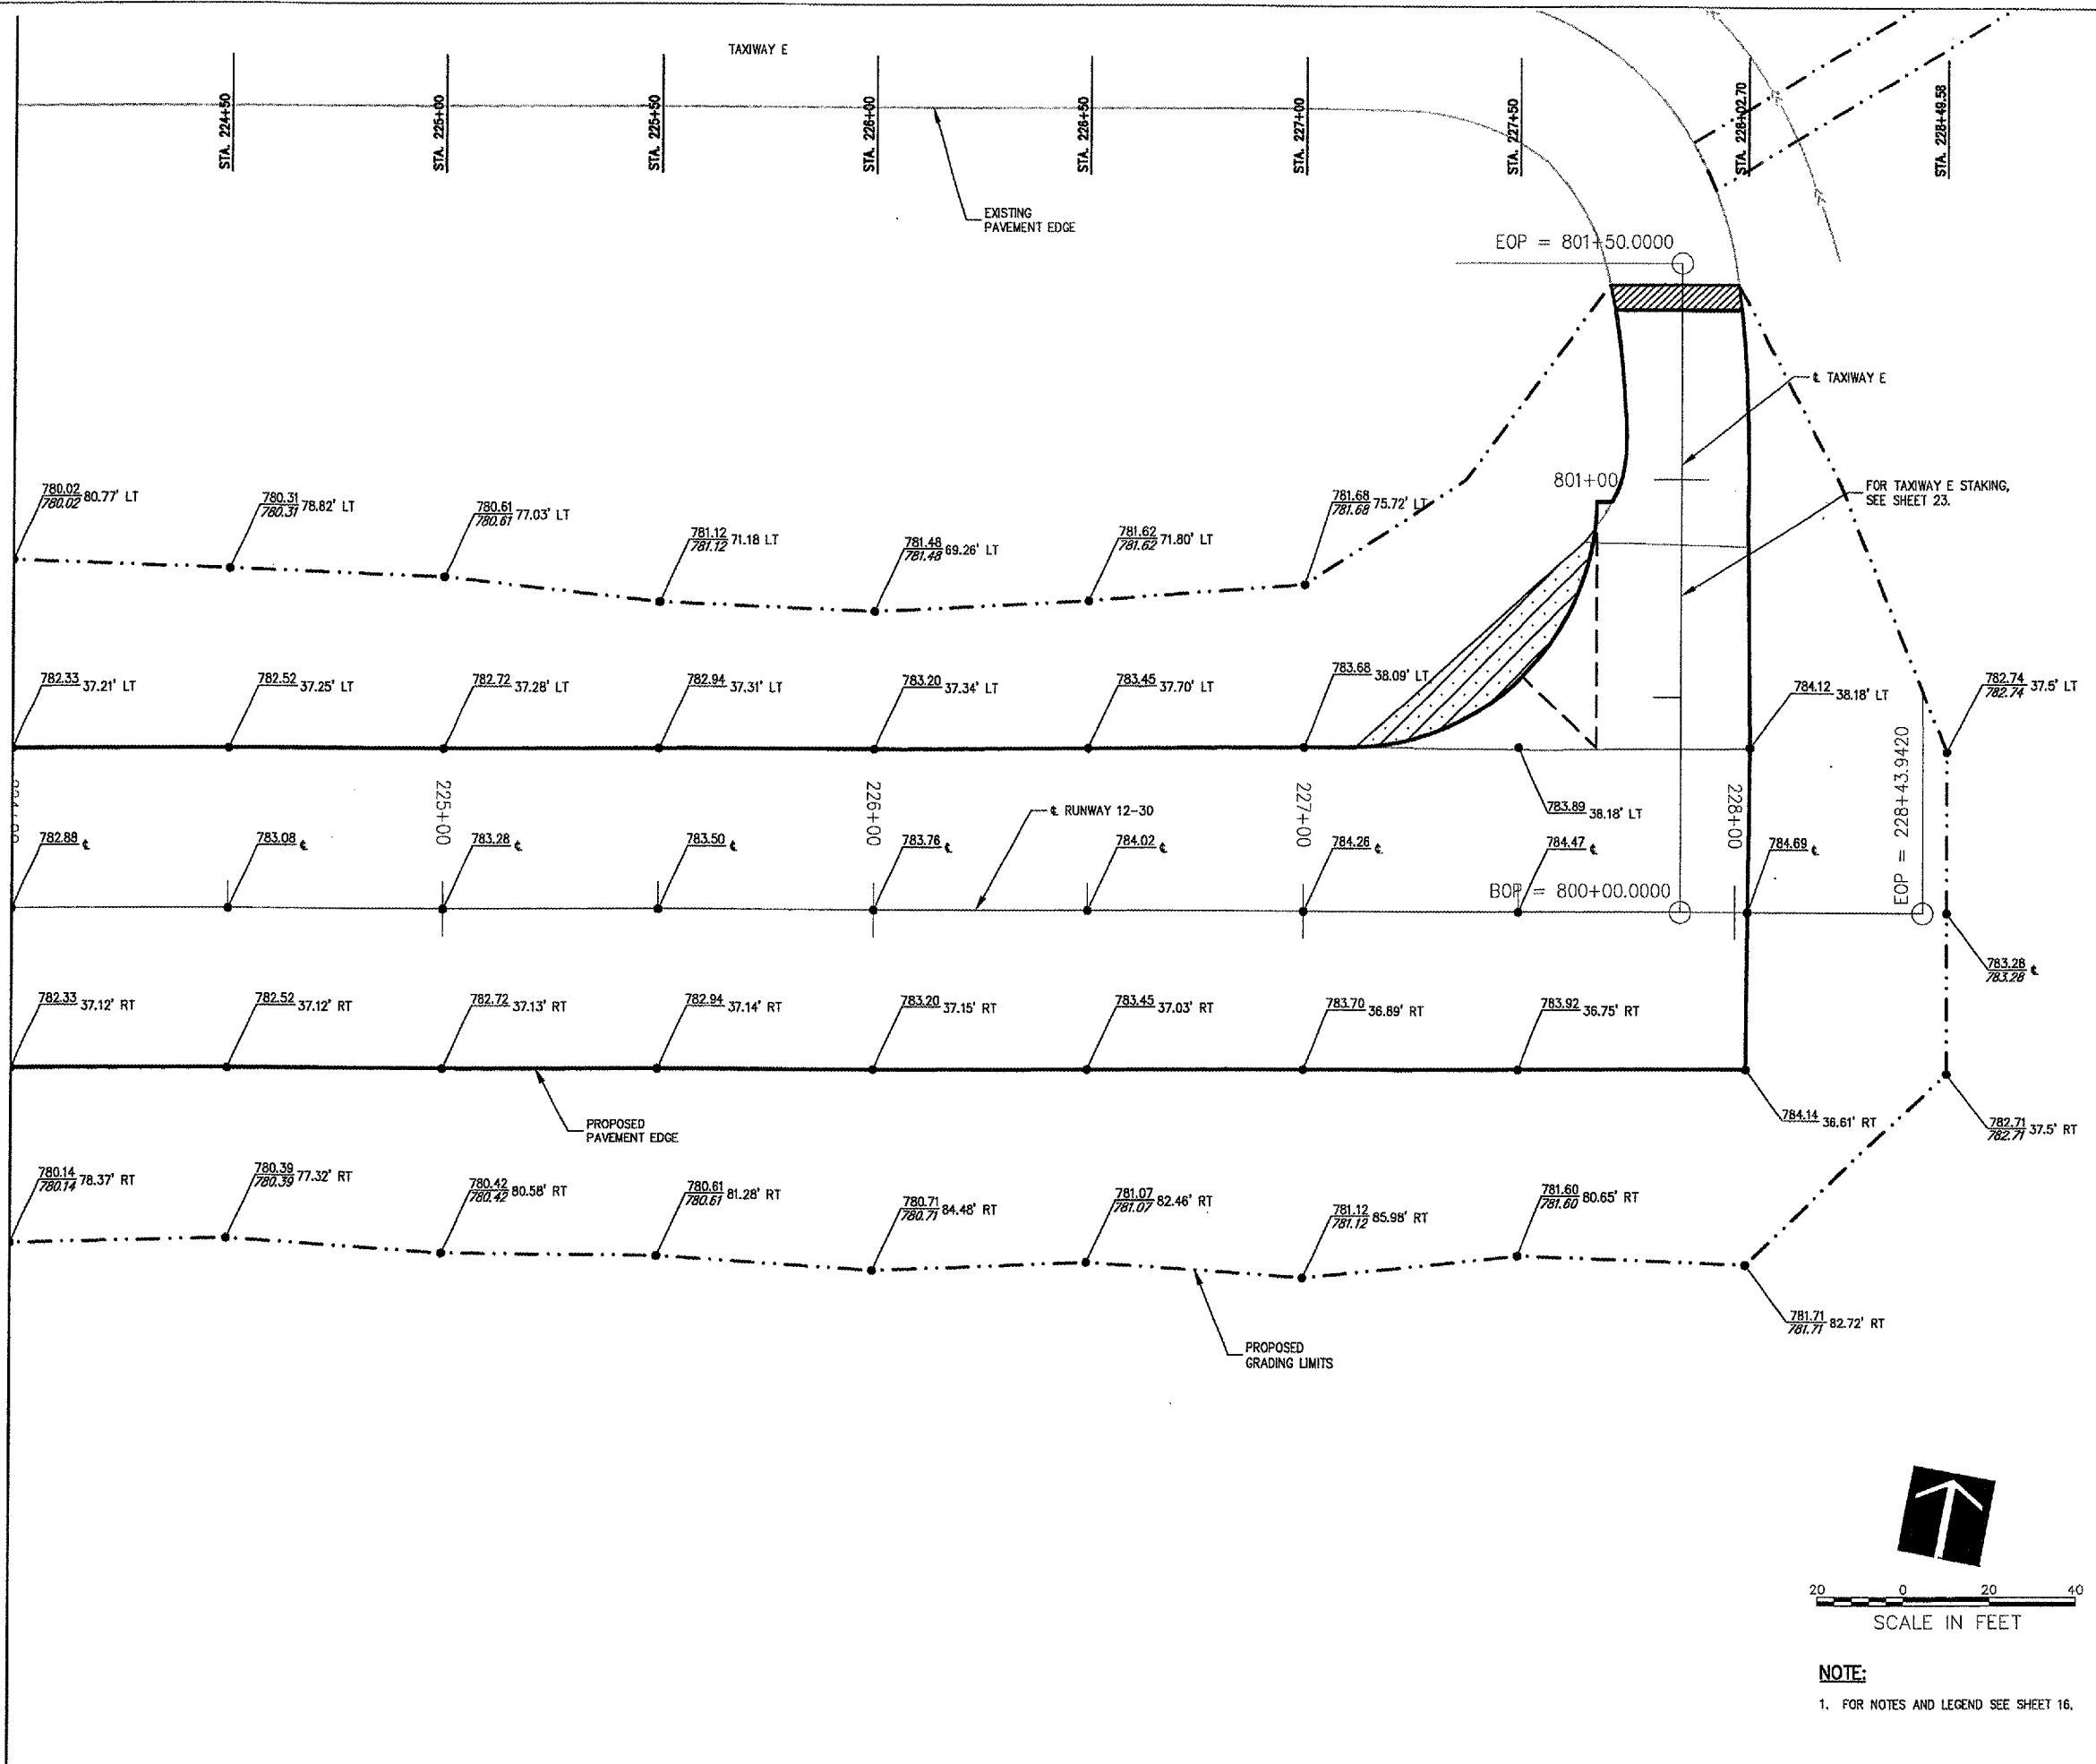 TAXIWAY E
STA. 224+50
STA. 225+00
STA. 225+50
STA. 226+00
STA. 226+50
STA. 227+00
STA. 227+50
STA. 228+02.70
STA. 228+49.58
EXISTING
PAVEMENT EDGE
EOP = 801+50.0000
℄ TAXIWAY E
801+00
FOR TAXIWAY E STAKING,
SEE SHEET 23.
780.02
780.02 80.77' LT
780.31
780.31 78.82' LT
780.61
780.61 77.03' LT
781.12
781.12 71.18 LT
781.48
781.48 69.26' LT
781.62
781.62 71.80' LT
781.68
781.68 75.72' LT
782.33 37.21' LT
782.52 37.25' LT
782.72 37.28' LT
782.94 37.31' LT
783.20 37.34' LT
783.45 37.70' LT
783.68 38.09' LT
784.12 38.18' LT
782.74
782.74 37.5' LT
783.89 38.18' LT
225+00
226+00
227+00
228+00
EOP = 228+43.9420
℄ RUNWAY 12-30
782.88 ℄
783.08 ℄
783.28 ℄
783.50 ℄
783.76 ℄
784.02 ℄
784.26 ℄
784.47 ℄
784.69 ℄
BOP = 800+00.0000
783.28
783.28 ℄
782.33 37.12' RT
782.52 37.12' RT
782.72 37.13' RT
782.94 37.14' RT
783.20 37.15' RT
783.45 37.03' RT
783.70 36.89' RT
783.92 36.75' RT
784.14 36.61' RT
782.71
782.71 37.5' RT
PROPOSED
PAVEMENT EDGE
780.14
780.14 78.37' RT
780.39
780.39 77.32' RT
780.42
780.42 80.58' RT
780.61
780.61 81.28' RT
780.71
780.71 84.48' RT
781.07
781.07 82.46' RT
781.12
781.12 85.98' RT
781.60
781.60 80.65' RT
781.71
781.71 82.72' RT
PROPOSED
GRADING LIMITS
20 0 20 40
SCALE IN FEET
NOTE:
1. FOR NOTES AND LEGEND SEE SHEET 16.